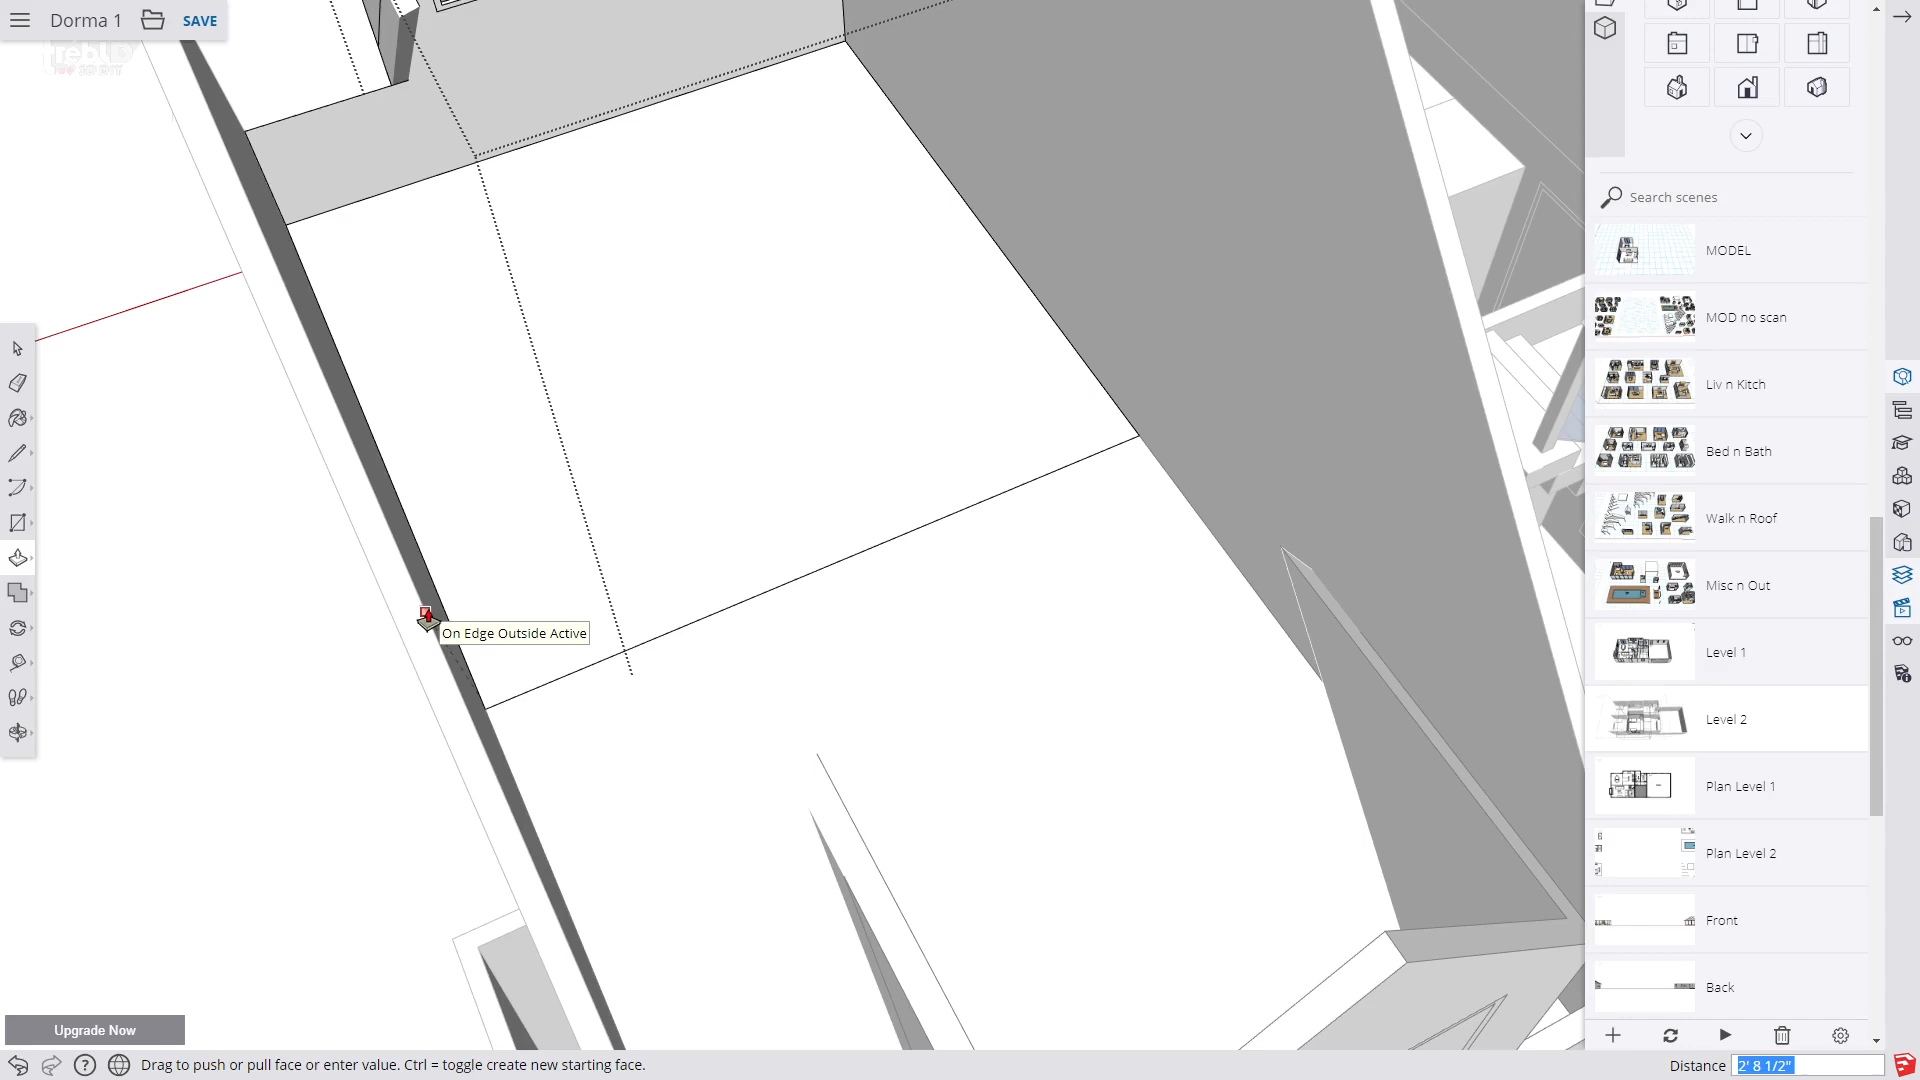 Dorma 1
SAVE
Search scenes
MODEL
MOD no scan
Liv n Kitch
Bed n Bath
Walk n Roof
Misc n Out
Level 1
Level 2
Plan Level 1
Plan Level 2
Front
Back
On Edge Outside Active
Upgrade Now
Drag to push or pull face or enter value. Ctrl = toggle create new starting face.
Distance
2' 8 1/2"